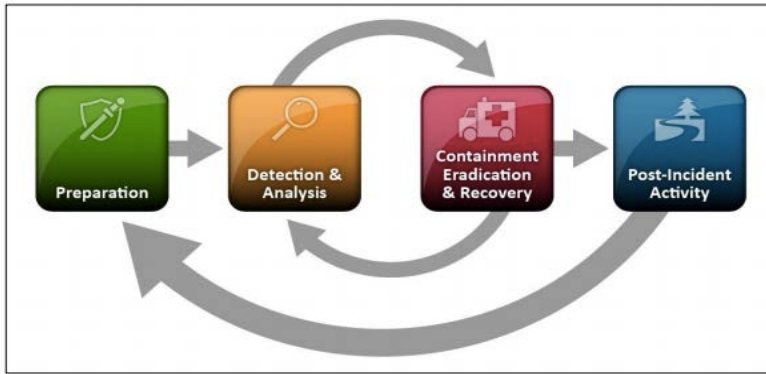 Preparation
Detection &
Analysis
Containment
Eradication
& Recovery
Post-Incident
Activity